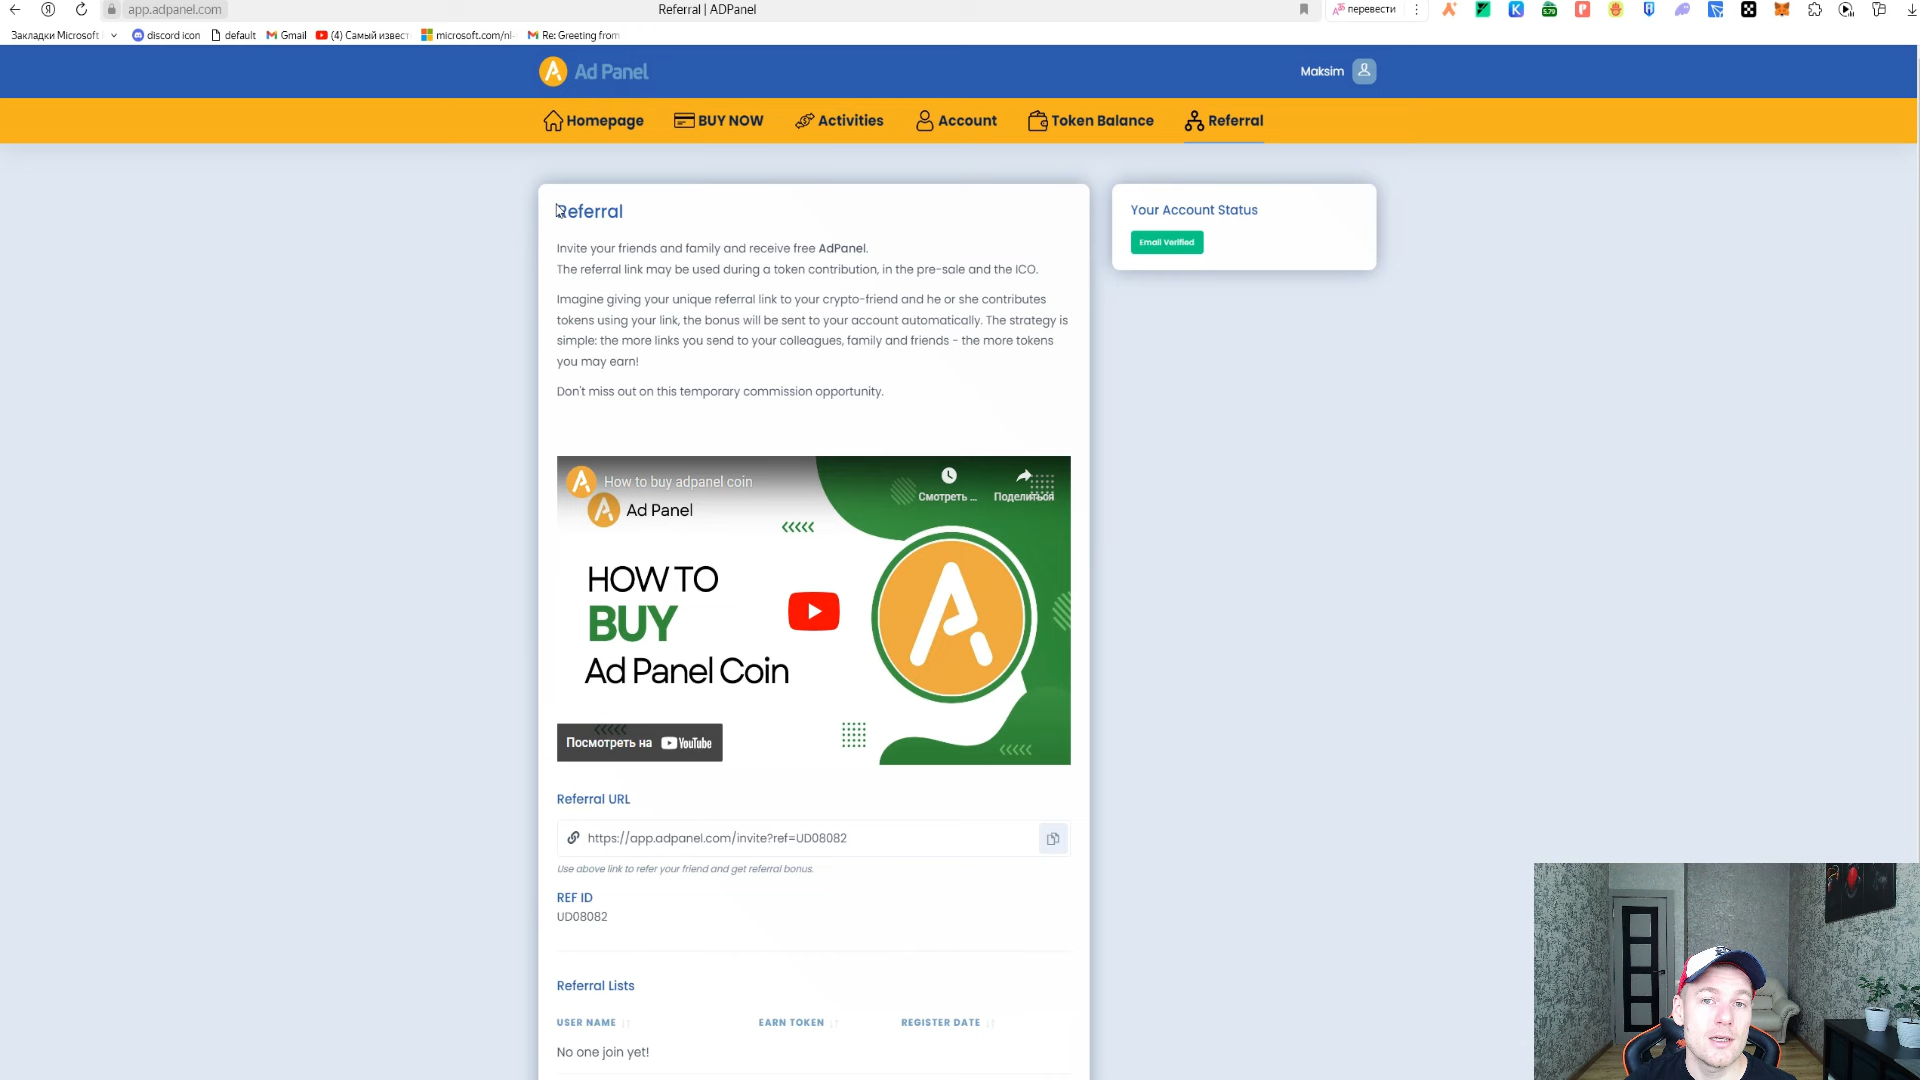 app.adpanel.com
Referral | ADPanel
перевести
Закладки Microsoft
discord icon
default
Gmail
(4) Самый извест
microsoft.com/nl-
Re: Greeting from
Ad Panel
Maksim
Homepage
BUY NOW
Activities
Account
Token Balance
Referral
Referral
Invite your friends and family and receive free AdPanel.
The referral link may be used during a token contribution, in the pre-sale and the ICO.
Imagine giving your unique referral link to your crypto-friend and he or she contributes
tokens using your link, the bonus will be sent to your account automatically. The strategy is
simple: the more links you send to your colleagues, family and friends - the more tokens
you may earn!
Don't miss out on this temporary commission opportunity.
Your Account Status
Email Verified
How to buy adpanel coin
Смотреть ...
Поделиться
Ad Panel
HOW TO
BUY
Ad Panel Coin
Посмотреть на YouTube
Referral URL
https://app.adpanel.com/invite?ref=UD08082
Use above link to refer your friend and get referral bonus.
REF ID
UD08082
Referral Lists
USER NAME
EARN TOKEN
REGISTER DATE
No one join yet!